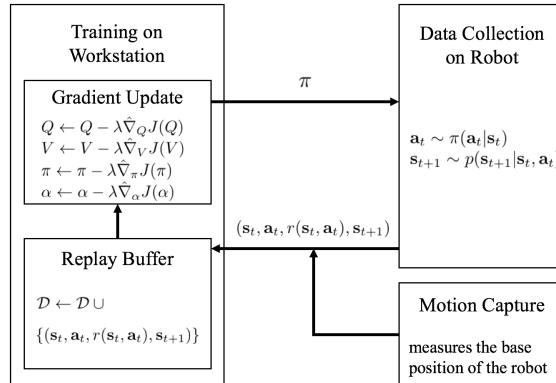 Training on
Workstation
Gradient Update
Q ← Q − λ∇̂_Q J(Q)
V ← V − λ∇̂_V J(V)
π ← π − λ∇̂_π J(π)
α ← α − λ∇̂_α J(α)
Replay Buffer
𝒟 ← 𝒟 ∪
{(s_t, a_t, r(s_t, a_t), s_{t+1})}
π
(s_t, a_t, r(s_t, a_t), s_{t+1})
Data Collection
on Robot
a_t ∼ π(a_t|s_t)
s_{t+1} ∼ p(s_{t+1}|s_t, a_t)
Motion Capture
measures the base
position of the robot